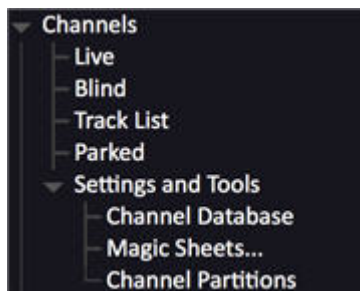 Channels
Live
Blind
Track List
Parked
Settings and Tools
Channel Database
Magic Sheets...
Channel Partitions